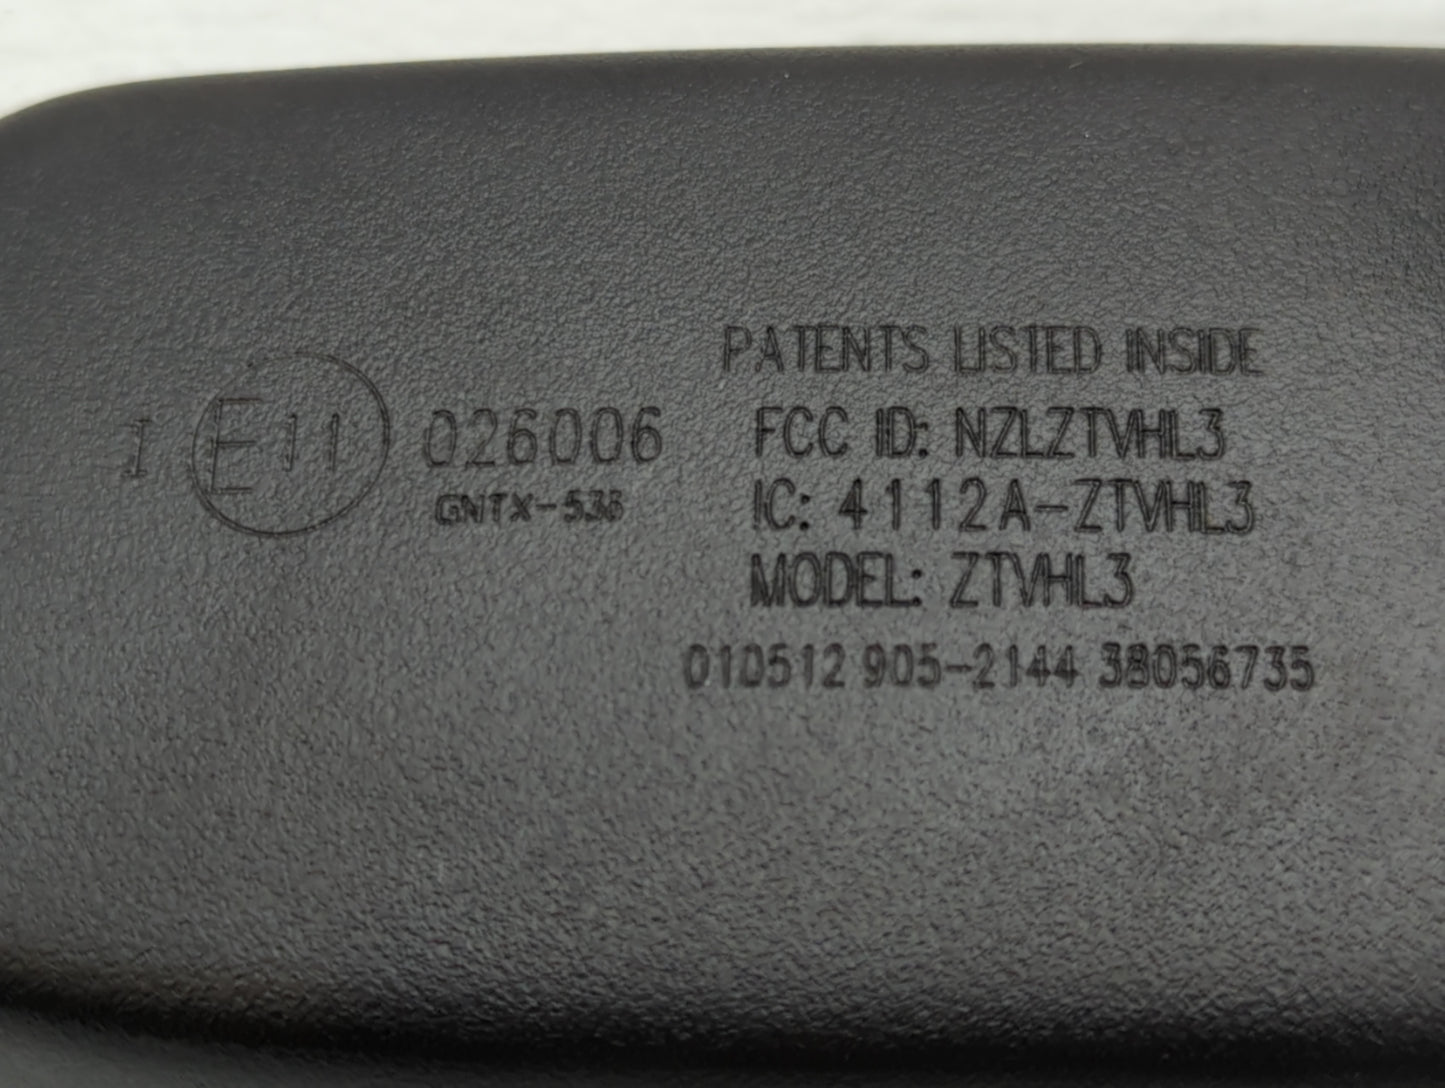 I E11 026006
GNTX-536
PATENTS LISTED INSIDE
FCC ID: NZLZTVHL3
IC: 4112A-ZTVHL3
MODEL: ZTVHL3
010512 905-2144 38056735